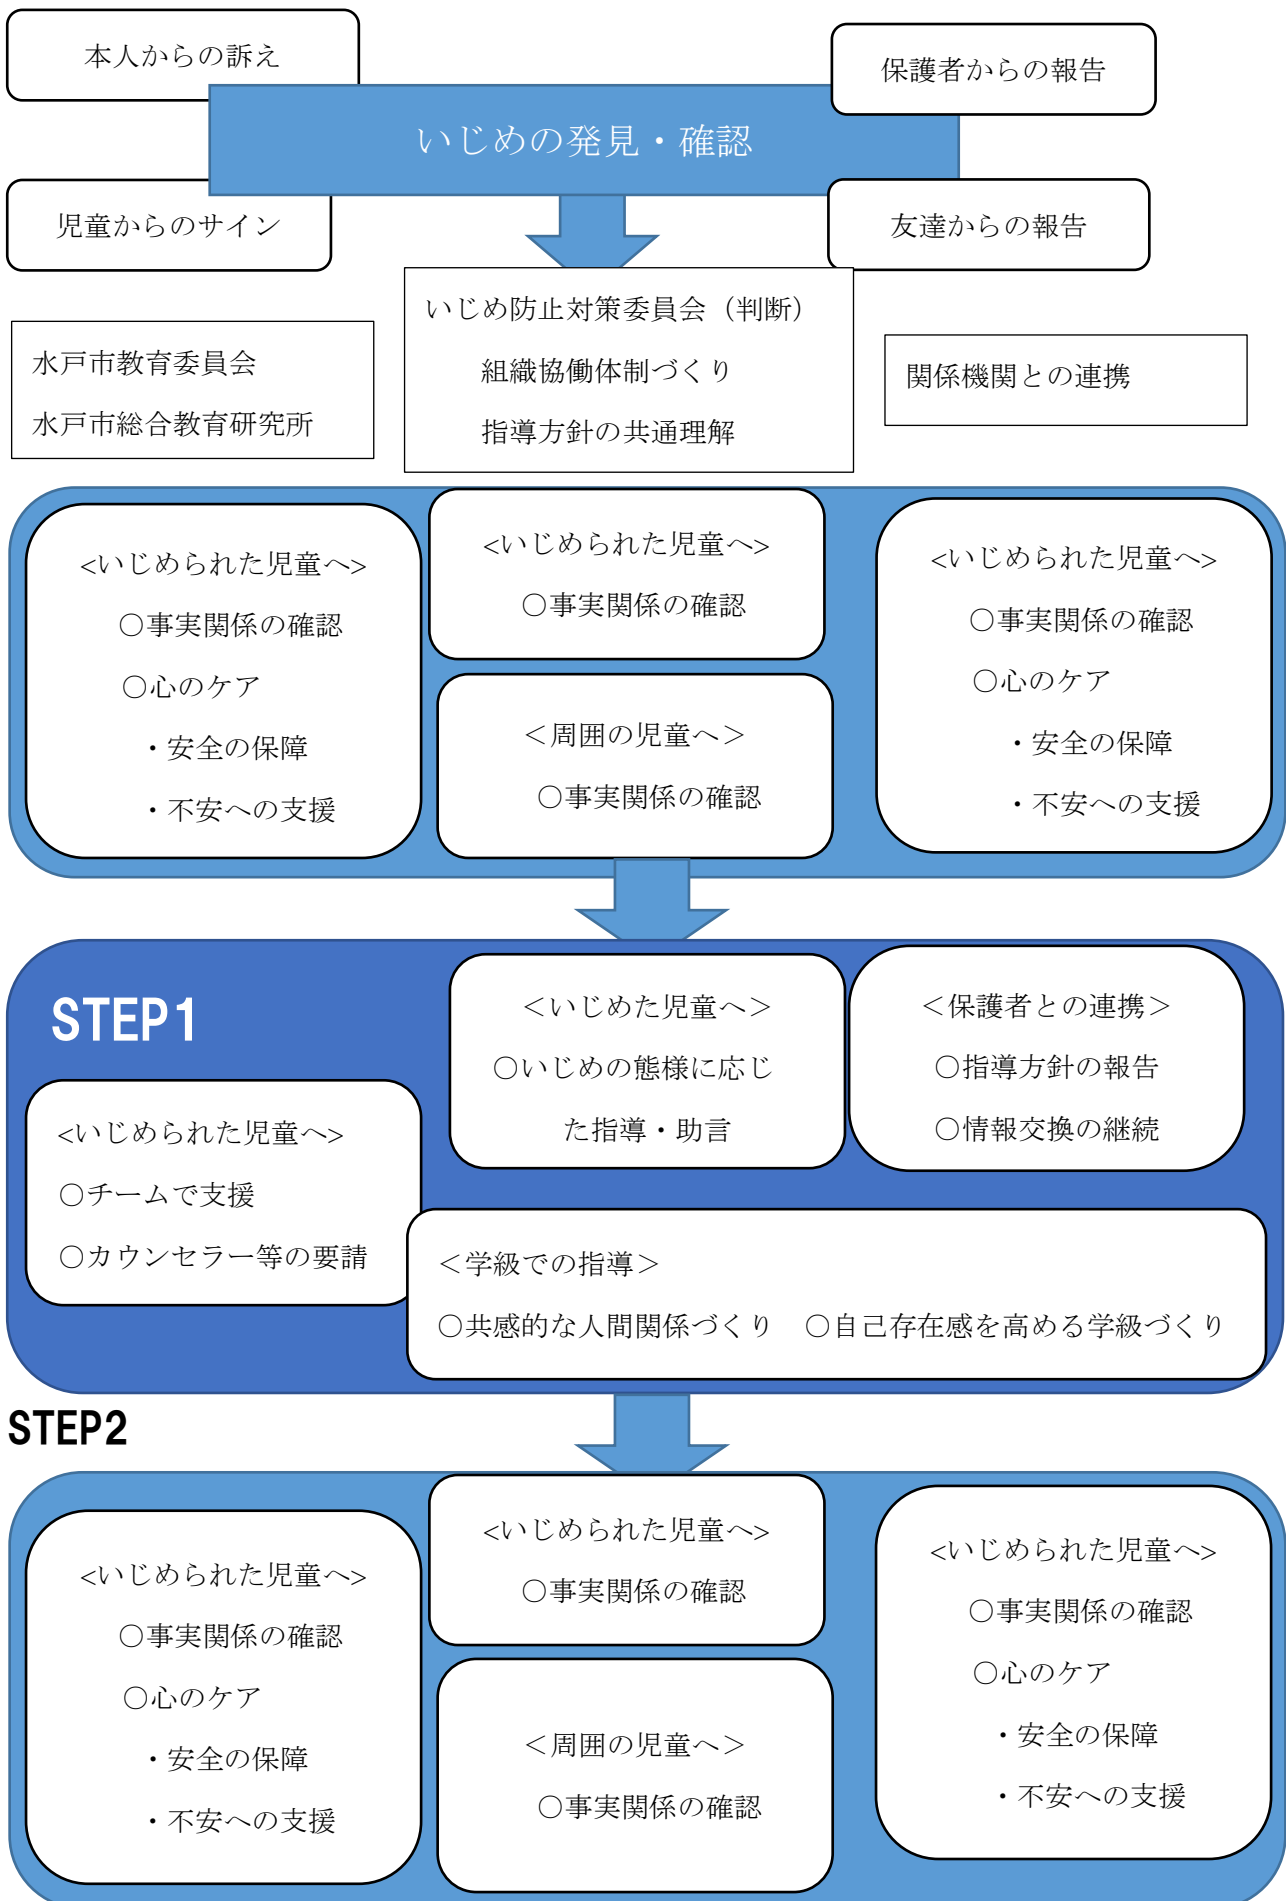 本人からの訴え
保護者からの報告
いじめの発見・確認
児童からのサイン
友達からの報告
いじめ防止対策委員会（判断）
組織協働体制づくり
指導方針の共通理解
水戸市教育委員会
水戸市総合教育研究所
関係機関との連携
<いじめられた児童へ>
○事実関係の確認
○心のケア
・安全の保障
・不安への支援
<いじめられた児童へ>
○事実関係の確認
＜周囲の児童へ＞
○事実関係の確認
<いじめられた児童へ>
○事実関係の確認
○心のケア
・安全の保障
・不安への支援
STEP1
<いじめられた児童へ>
○チームで支援
○カウンセラー等の要請
＜いじめた児童へ＞
○いじめの態様に応じ
た指導・助言
＜保護者との連携＞
○指導方針の報告
○情報交換の継続
＜学級での指導＞
○共感的な人間関係づくり　○自己存在感を高める学級づくり
STEP2
<いじめられた児童へ>
○事実関係の確認
○心のケア
・安全の保障
・不安への支援
<いじめられた児童へ>
○事実関係の確認
＜周囲の児童へ＞
○事実関係の確認
<いじめられた児童へ>
○事実関係の確認
○心のケア
・安全の保障
・不安への支援